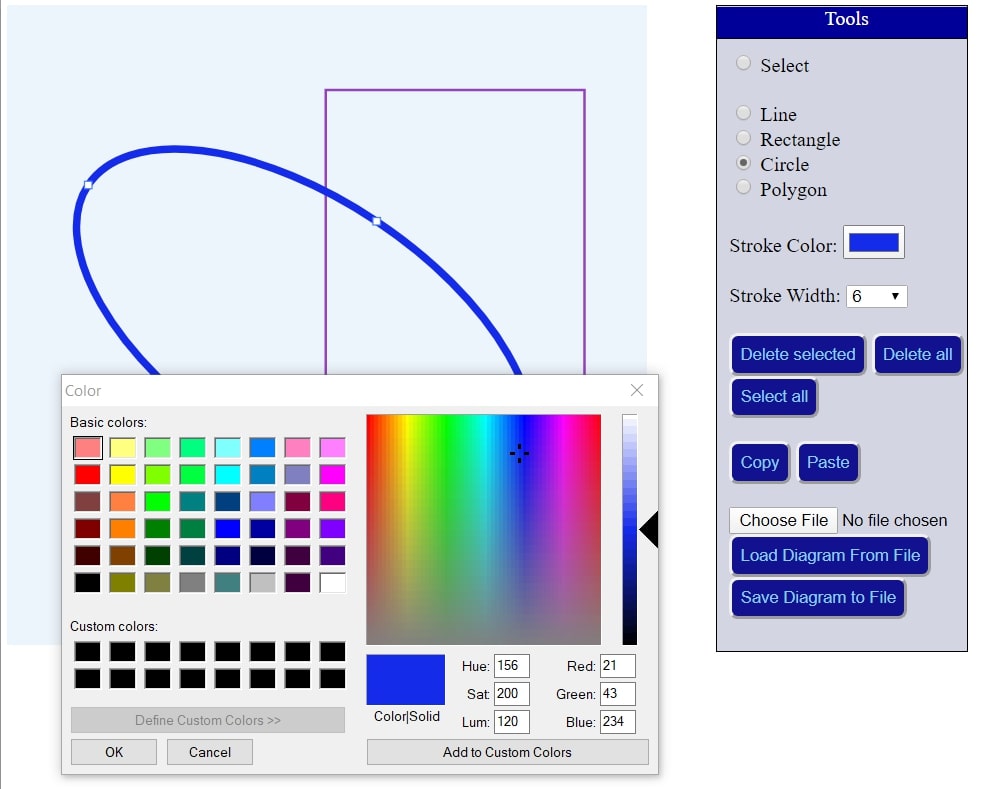 Tools
Select
Line
Rectangle
Circle
Polygon
Stroke Color:
Stroke Width: 6
Delete selected Delete all
Select all
Copy Paste
Choose File No file chosen
Load Diagram From File
Save Diagram to File
Color
Basic colors:
Custom colors:
Define Custom Colors >>
OK Cancel
Color|Solid
Hue: 156 Red: 21
Sat: 200 Green: 43
Lum: 120 Blue: 234
Add to Custom Colors